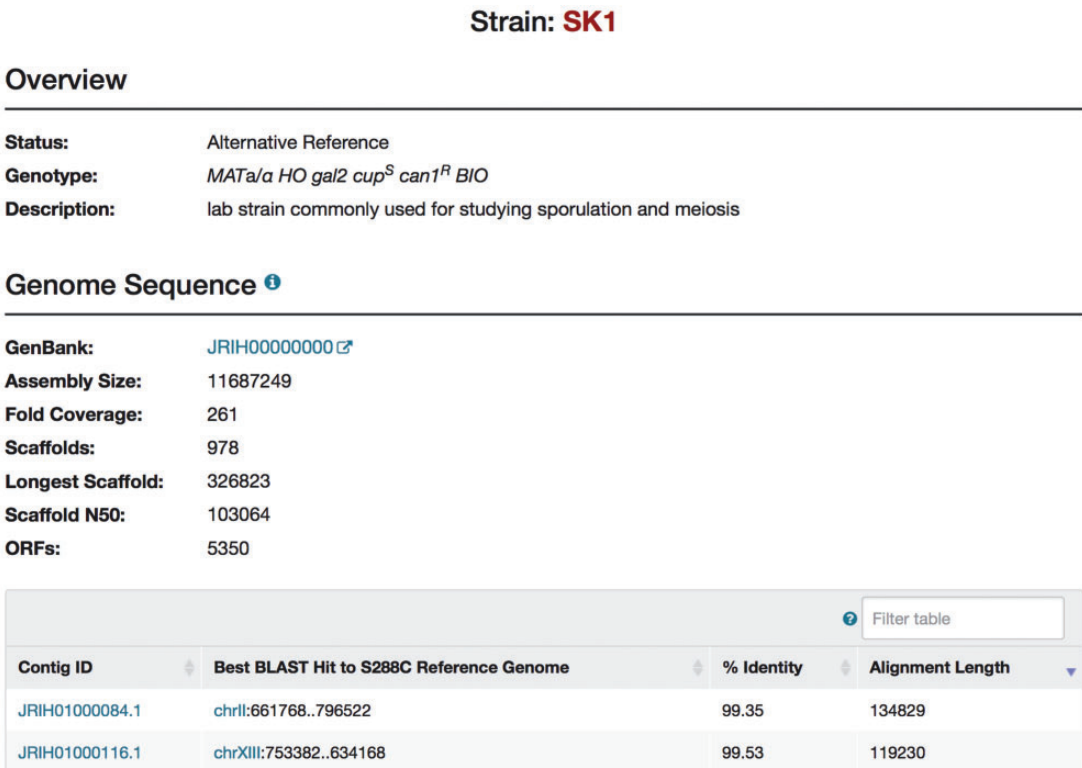 Strain: SK1
Overview
Status: Alternative Reference
Genotype: MATa/α HO gal2 cup^S can1^R BIO
Description: lab strain commonly used for studying sporulation and meiosis
Genome Sequence
GenBank: JRIH00000000
Assembly Size: 11687249
Fold Coverage: 261
Scaffolds: 978
Longest Scaffold: 326823
Scaffold N50: 103064
ORFs: 5350
Filter table
Contig ID Best BLAST Hit to S288C Reference Genome % Identity Alignment Length
JRIH01000084.1 chrII:661768..796522 99.35 134829
JRIH01000116.1 chrXIII:753382..634168 99.53 119230